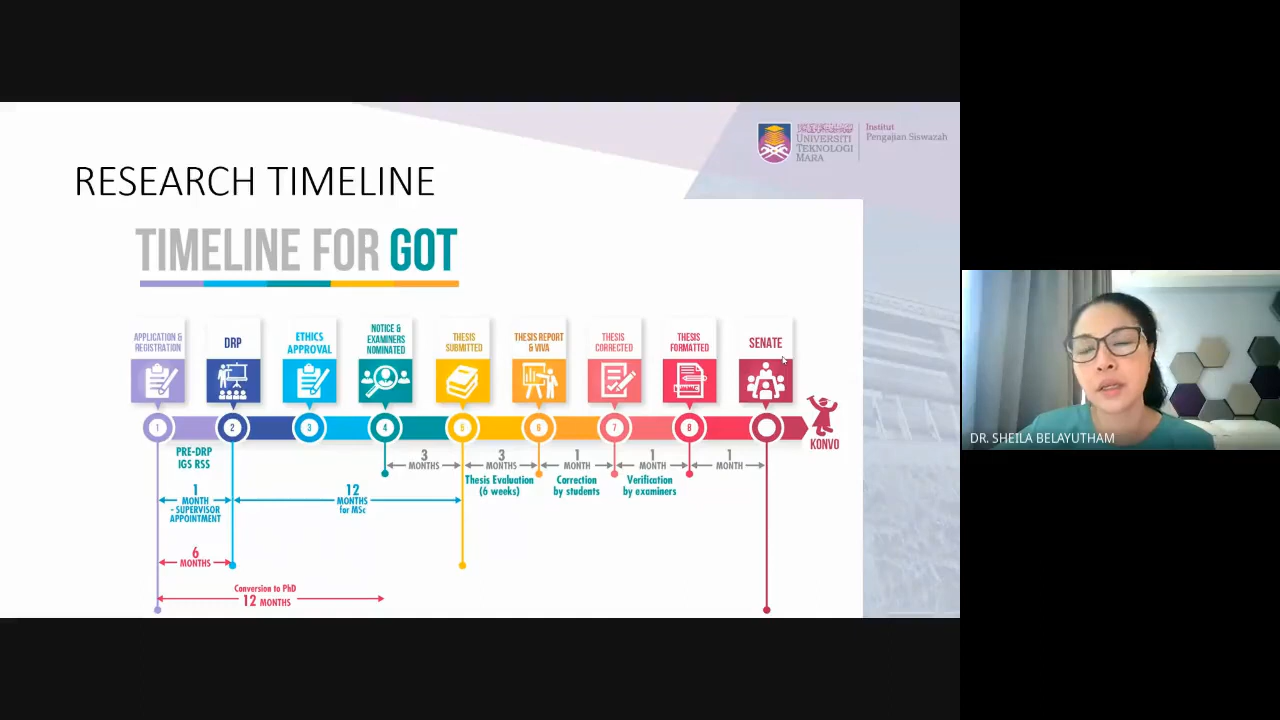 UNIVERSITI
TEKNOLOGI
MARA
Institut
Pengajian Siswazah
RESEARCH TIMELINE
TIMELINE FOR GOT
APPLICATION &
REGISTRATION
DRP
ETHICS
APPROVAL
NOTICE &
EXAMINERS
NOMINATED
THESIS
SUBMITTED
THESIS REPORT
& VIVA
THESIS
CORRECTED
THESIS
FORMATTED
SENATE
1
2
3
4
5
6
7
8
KONVO
PRE-DRP
IGS RSS
3
MONTHS
3
MONTHS
1
MONTH
1
MONTH
1
MONTH
Thesis Evaluation
(6 weeks)
Correction
by students
Verification
by examiners
1
MONTH
- SUPERVISOR
APPOINTMENT
12
MONTHS
for MSc
6
MONTHS
Conversion to PhD
12 MONTHS
DR. SHEILA BELAYUTHAM